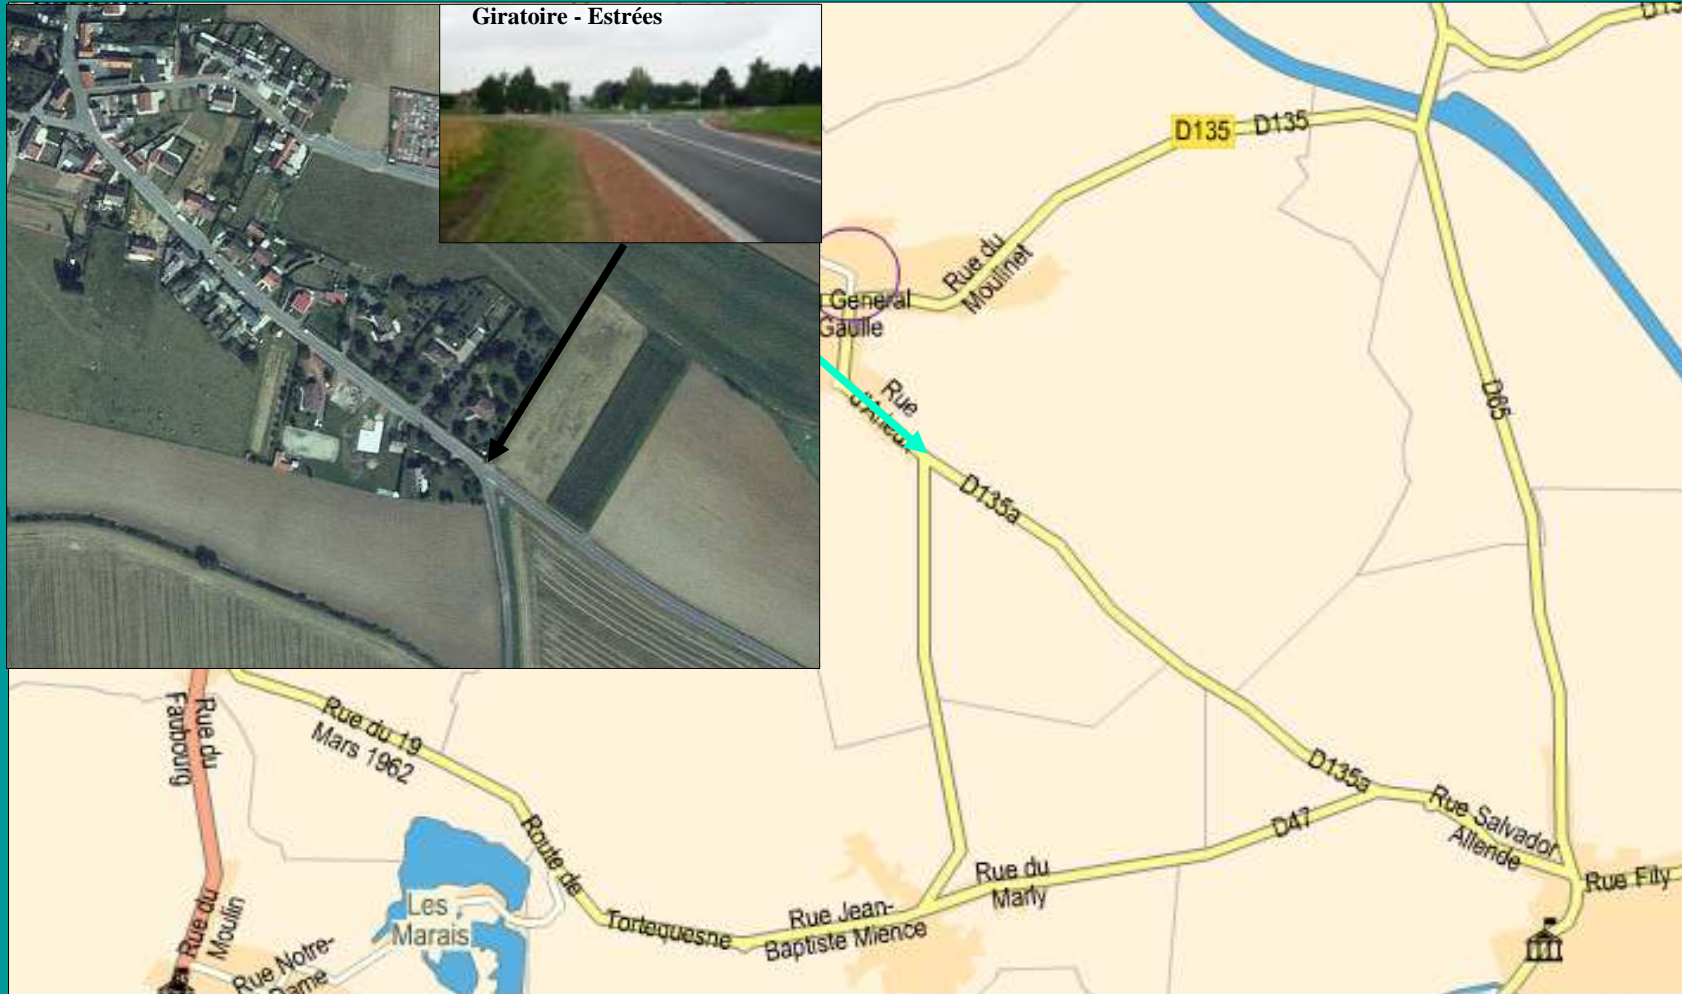 Giratoire - Estrées
D135
D135
Rue du
Moulinet
General
Gaulle
Rue
D65
D135a
Rue du
Faubourg
Rue du 19
Mars 1962
D135a
Rue Salvador
Allende
D47
Route de
Rue du
Marly
Rue Filly
Les
Marais
Tortequesne
Rue Jean-
Baptiste Mience
Rue du
Moulin
Rue Notre-
Dame